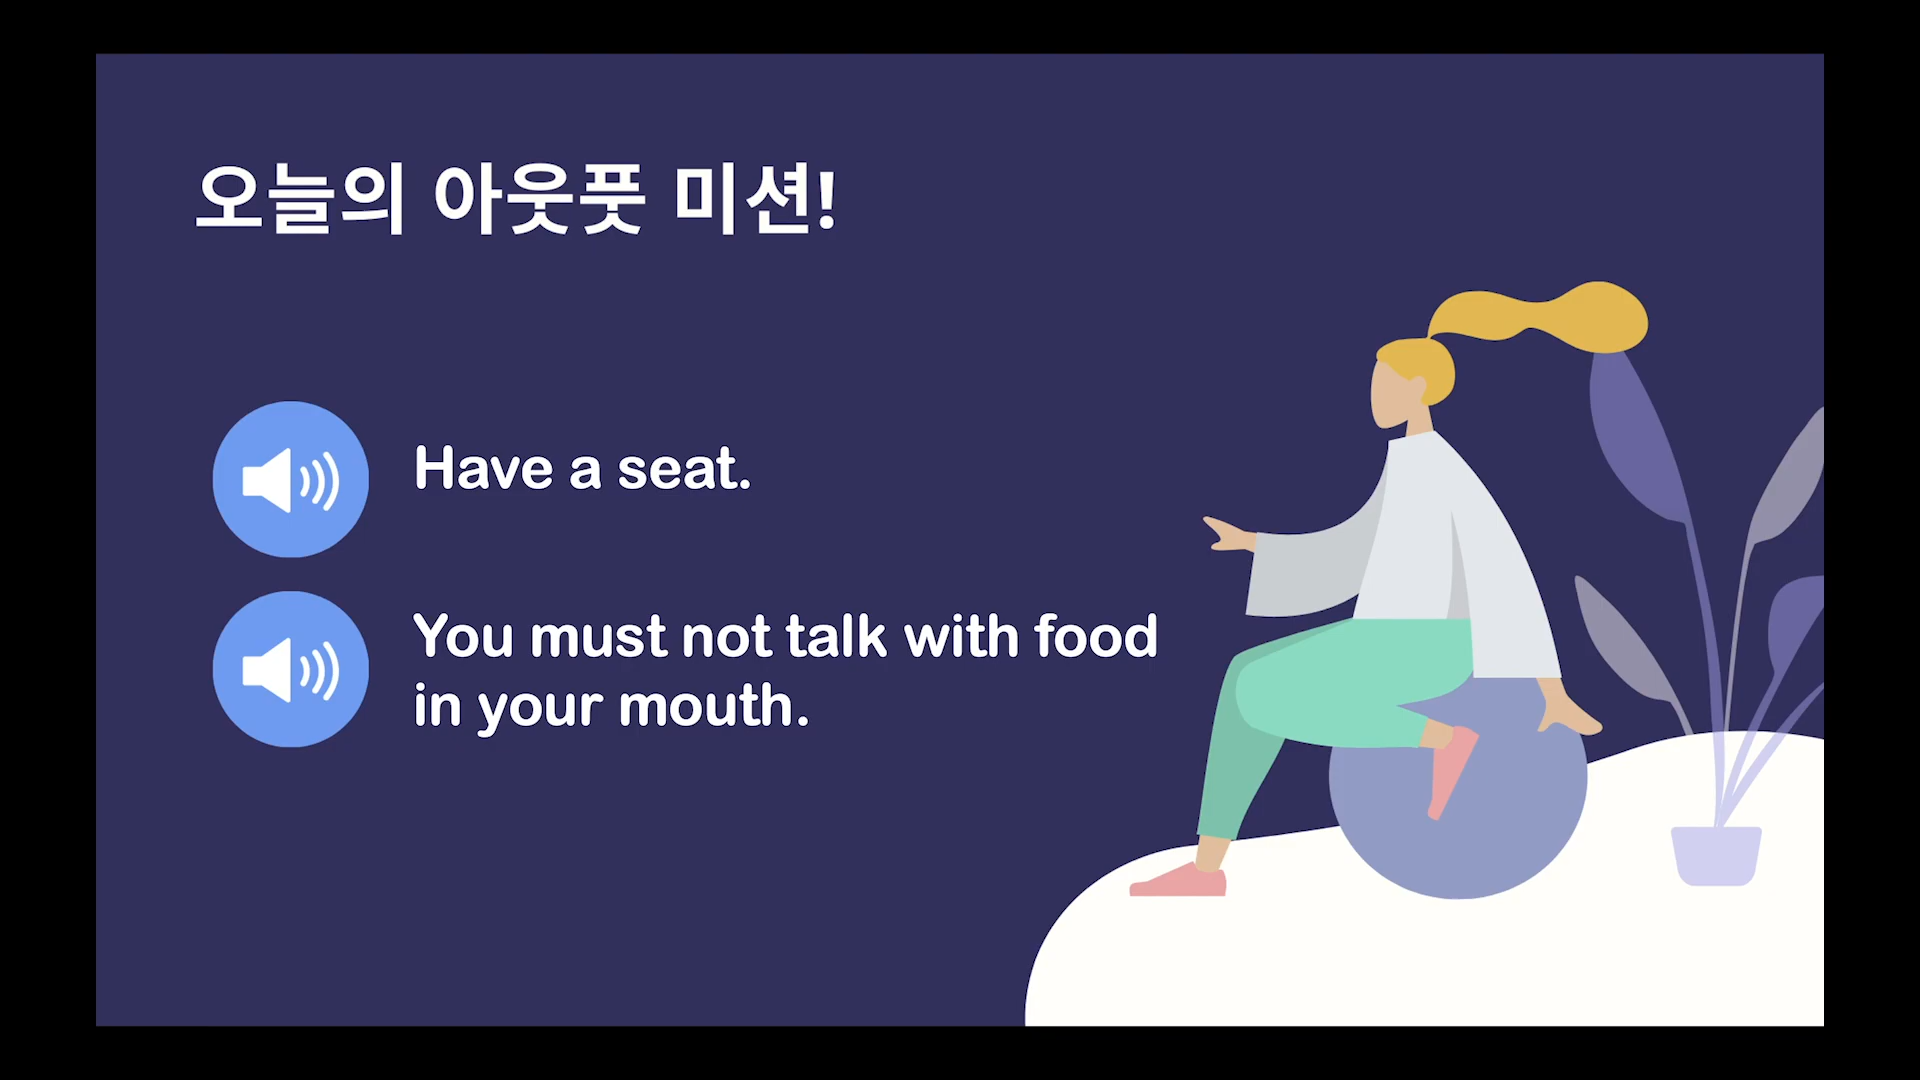 오늘의 아웃풋 미션!
Have a seat.
You must not talk with food
in your mouth.